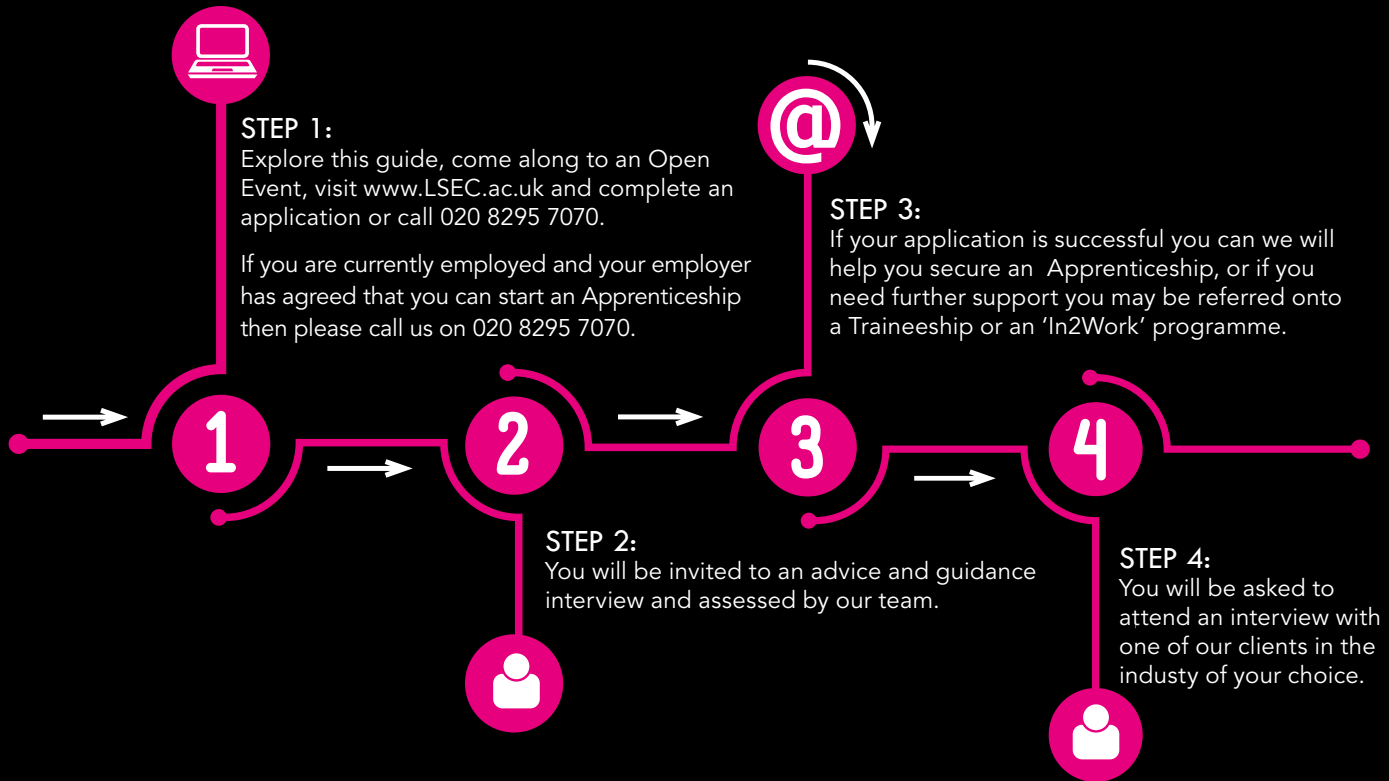 STEP 1:
Explore this guide, come along to an Open
Event, visit www.LSEC.ac.uk and complete an
application or call 020 8295 7070.
If you are currently employed and your employer
has agreed that you can start an Apprenticeship
then please call us on 020 8295 7070.
@
STEP 3:
If your application is successful you can we will
help you secure an  Apprenticeship, or if you
need further support you may be referred onto
a Traineeship or an ‘In2Work’ programme.
1
2
3
4
STEP 2:
You will be invited to an advice and guidance
interview and assessed by our team.
STEP 4:
You will be asked to
attend an interview with
one of our clients in the
industy of your choice.